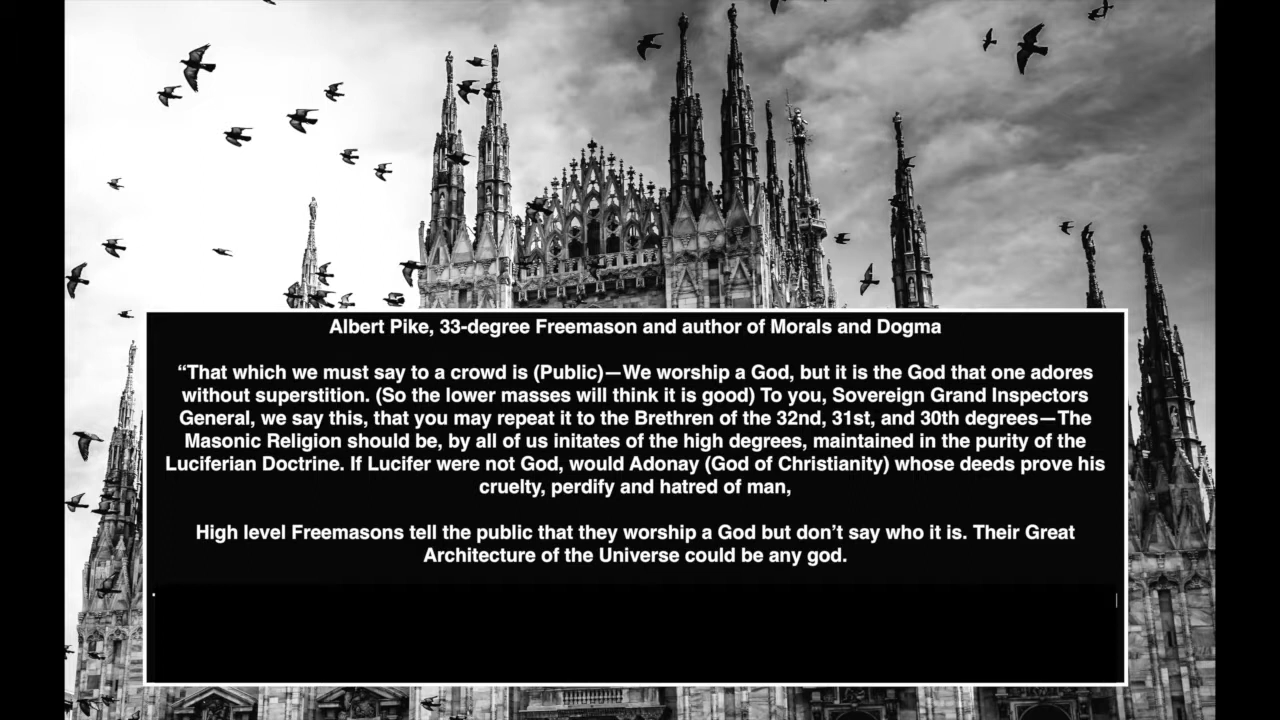 Albert Pike, 33-degree Freemason and author of Morals and Dogma
“That which we must say to a crowd is (Public)—We worship a God, but it is the God that one adores
without superstition. (So the lower masses will think it is good) To you, Sovereign Grand Inspectors
General, we say this, that you may repeat it to the Brethren of the 32nd, 31st, and 30th degrees—The
Masonic Religion should be, by all of us initates of the high degrees, maintained in the purity of the
Luciferian Doctrine. If Lucifer were not God, would Adonay (God of Christianity) whose deeds prove his
cruelty, perdify and hatred of man,
High level Freemasons tell the public that they worship a God but don’t say who it is. Their Great
Architecture of the Universe could be any god.